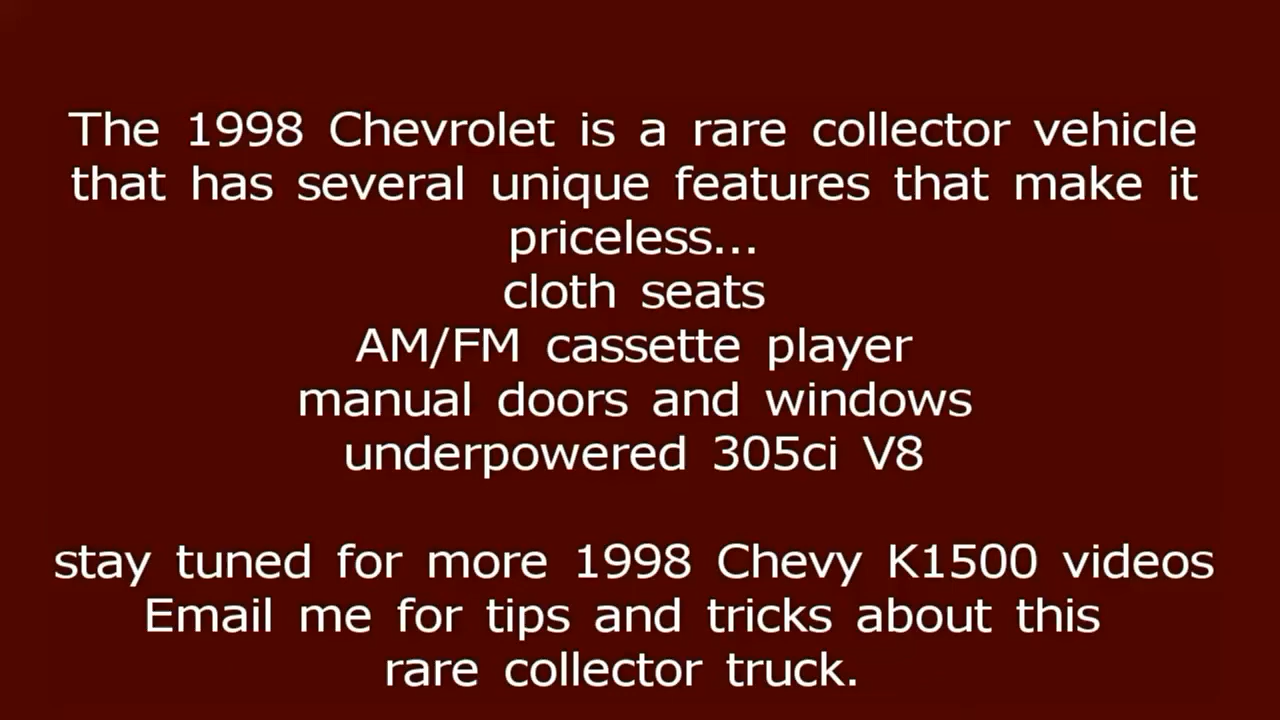 The 1998 Chevrolet is a rare collector vehicle
that has several unique features that make it
priceless...
cloth seats
AM/FM cassette player
manual doors and windows
underpowered 305ci V8
stay tuned for more 1998 Chevy K1500 videos
Email me for tips and tricks about this
rare collector truck.